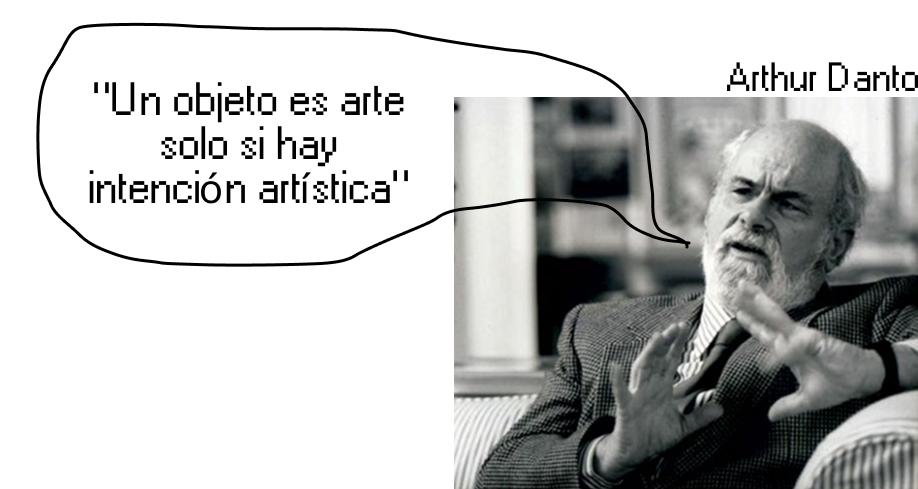 "Un objeto es arte
solo si hay
intención artística"
Arthur Danto